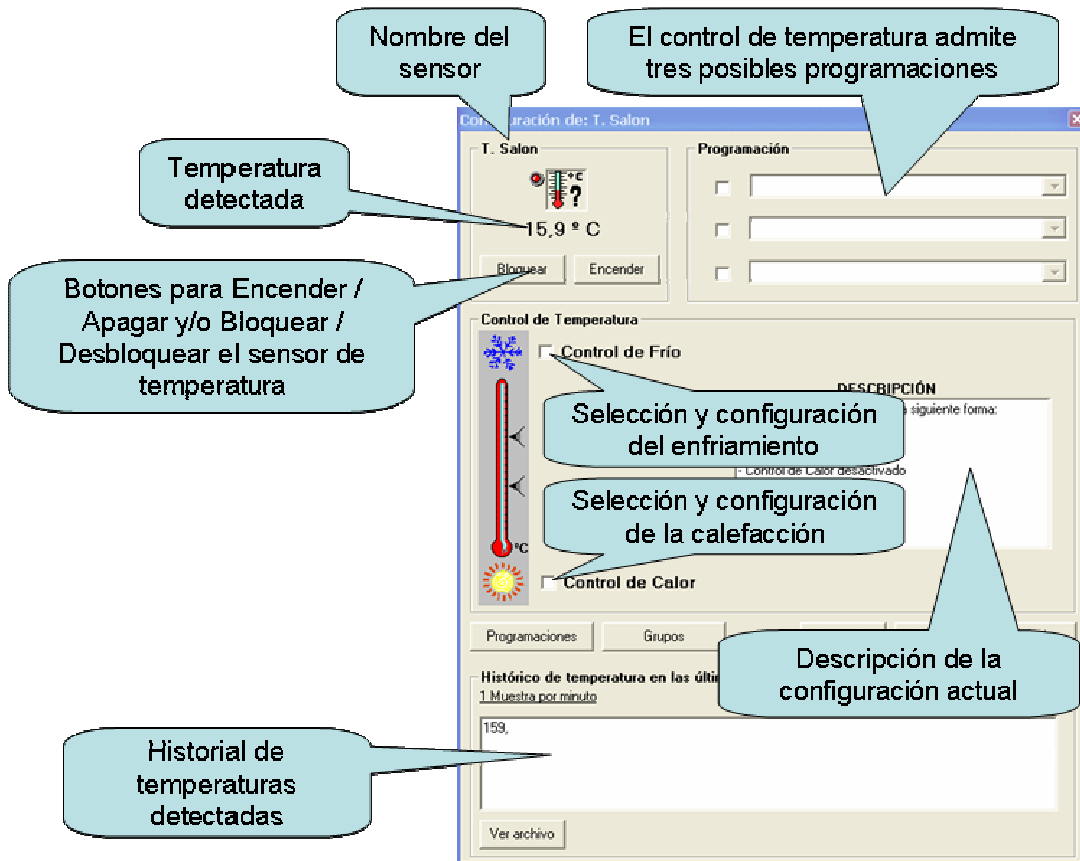 Nombre del
sensor
El control de temperatura admite
tres posibles programaciones
Temperatura
detectada
Botones para Encender /
Apagar y/o Bloquear /
Desbloquear el sensor de
temperatura
uración de: T. Salon
T. Salon
+C
?
15,9 º C
Bloquear
Encender
Programación
Control de Temperatura
Control de Frío
DESCRIPCIÓN
siguiente forma:
- Control de Calor desactivado
Selección y configuración
del enfriamiento
Selección y configuración
de la calefacción
ºC
Control de Calor
Programaciones
Grupos
Descripción de la
configuración actual
Histórico de temperatura en las últi
1 Muestra por minuto
159,
Historial de
temperaturas
detectadas
Ver archivo